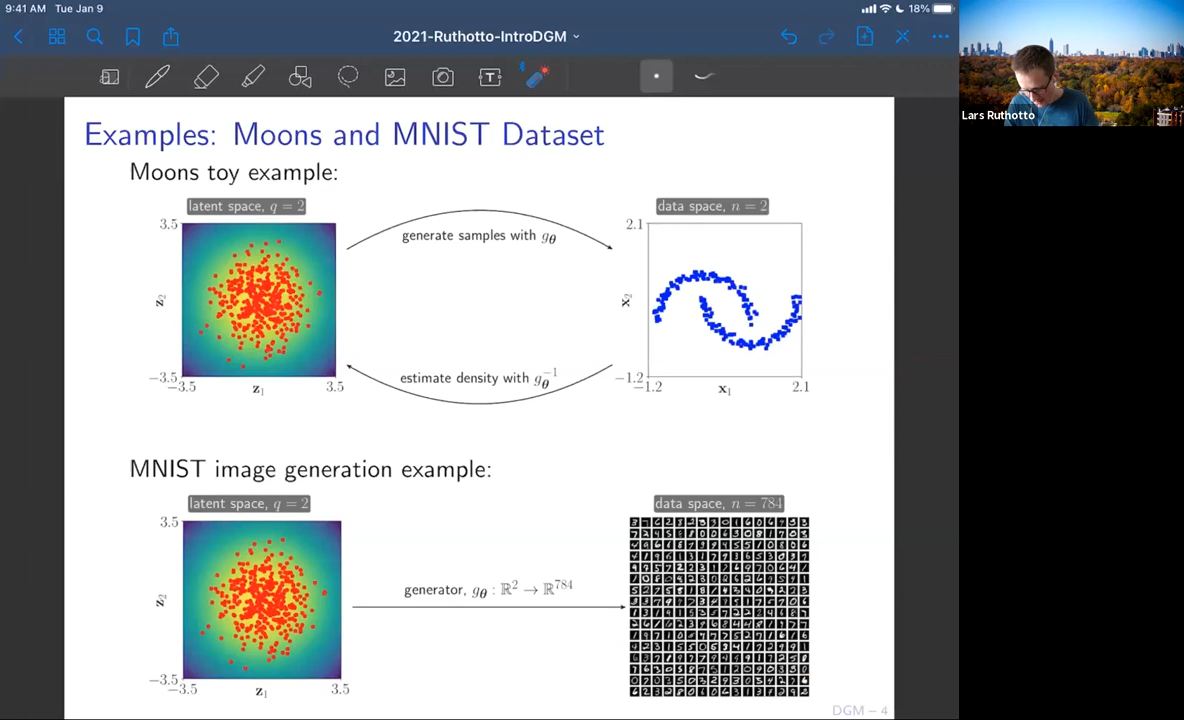 9:41 AM Tue Jan 9
18%
2021-Ruthotto-IntroDGM
T
Lars Ruthotto
Examples: Moons and MNIST Dataset
Moons toy example:
latent space, q = 2
data space, n = 2
3.5
z₂
−3.5
−3.5
z₁
3.5
generate samples with g_θ
estimate density with g_θ⁻¹
2.1
x₂
−1.2
−1.2
x₁
2.1
MNIST image generation example:
latent space, q = 2
data space, n = 784
3.5
z₂
−3.5
−3.5
z₁
3.5
generator, g_θ : ℝ² → ℝ⁷⁸⁴
DGM – 4